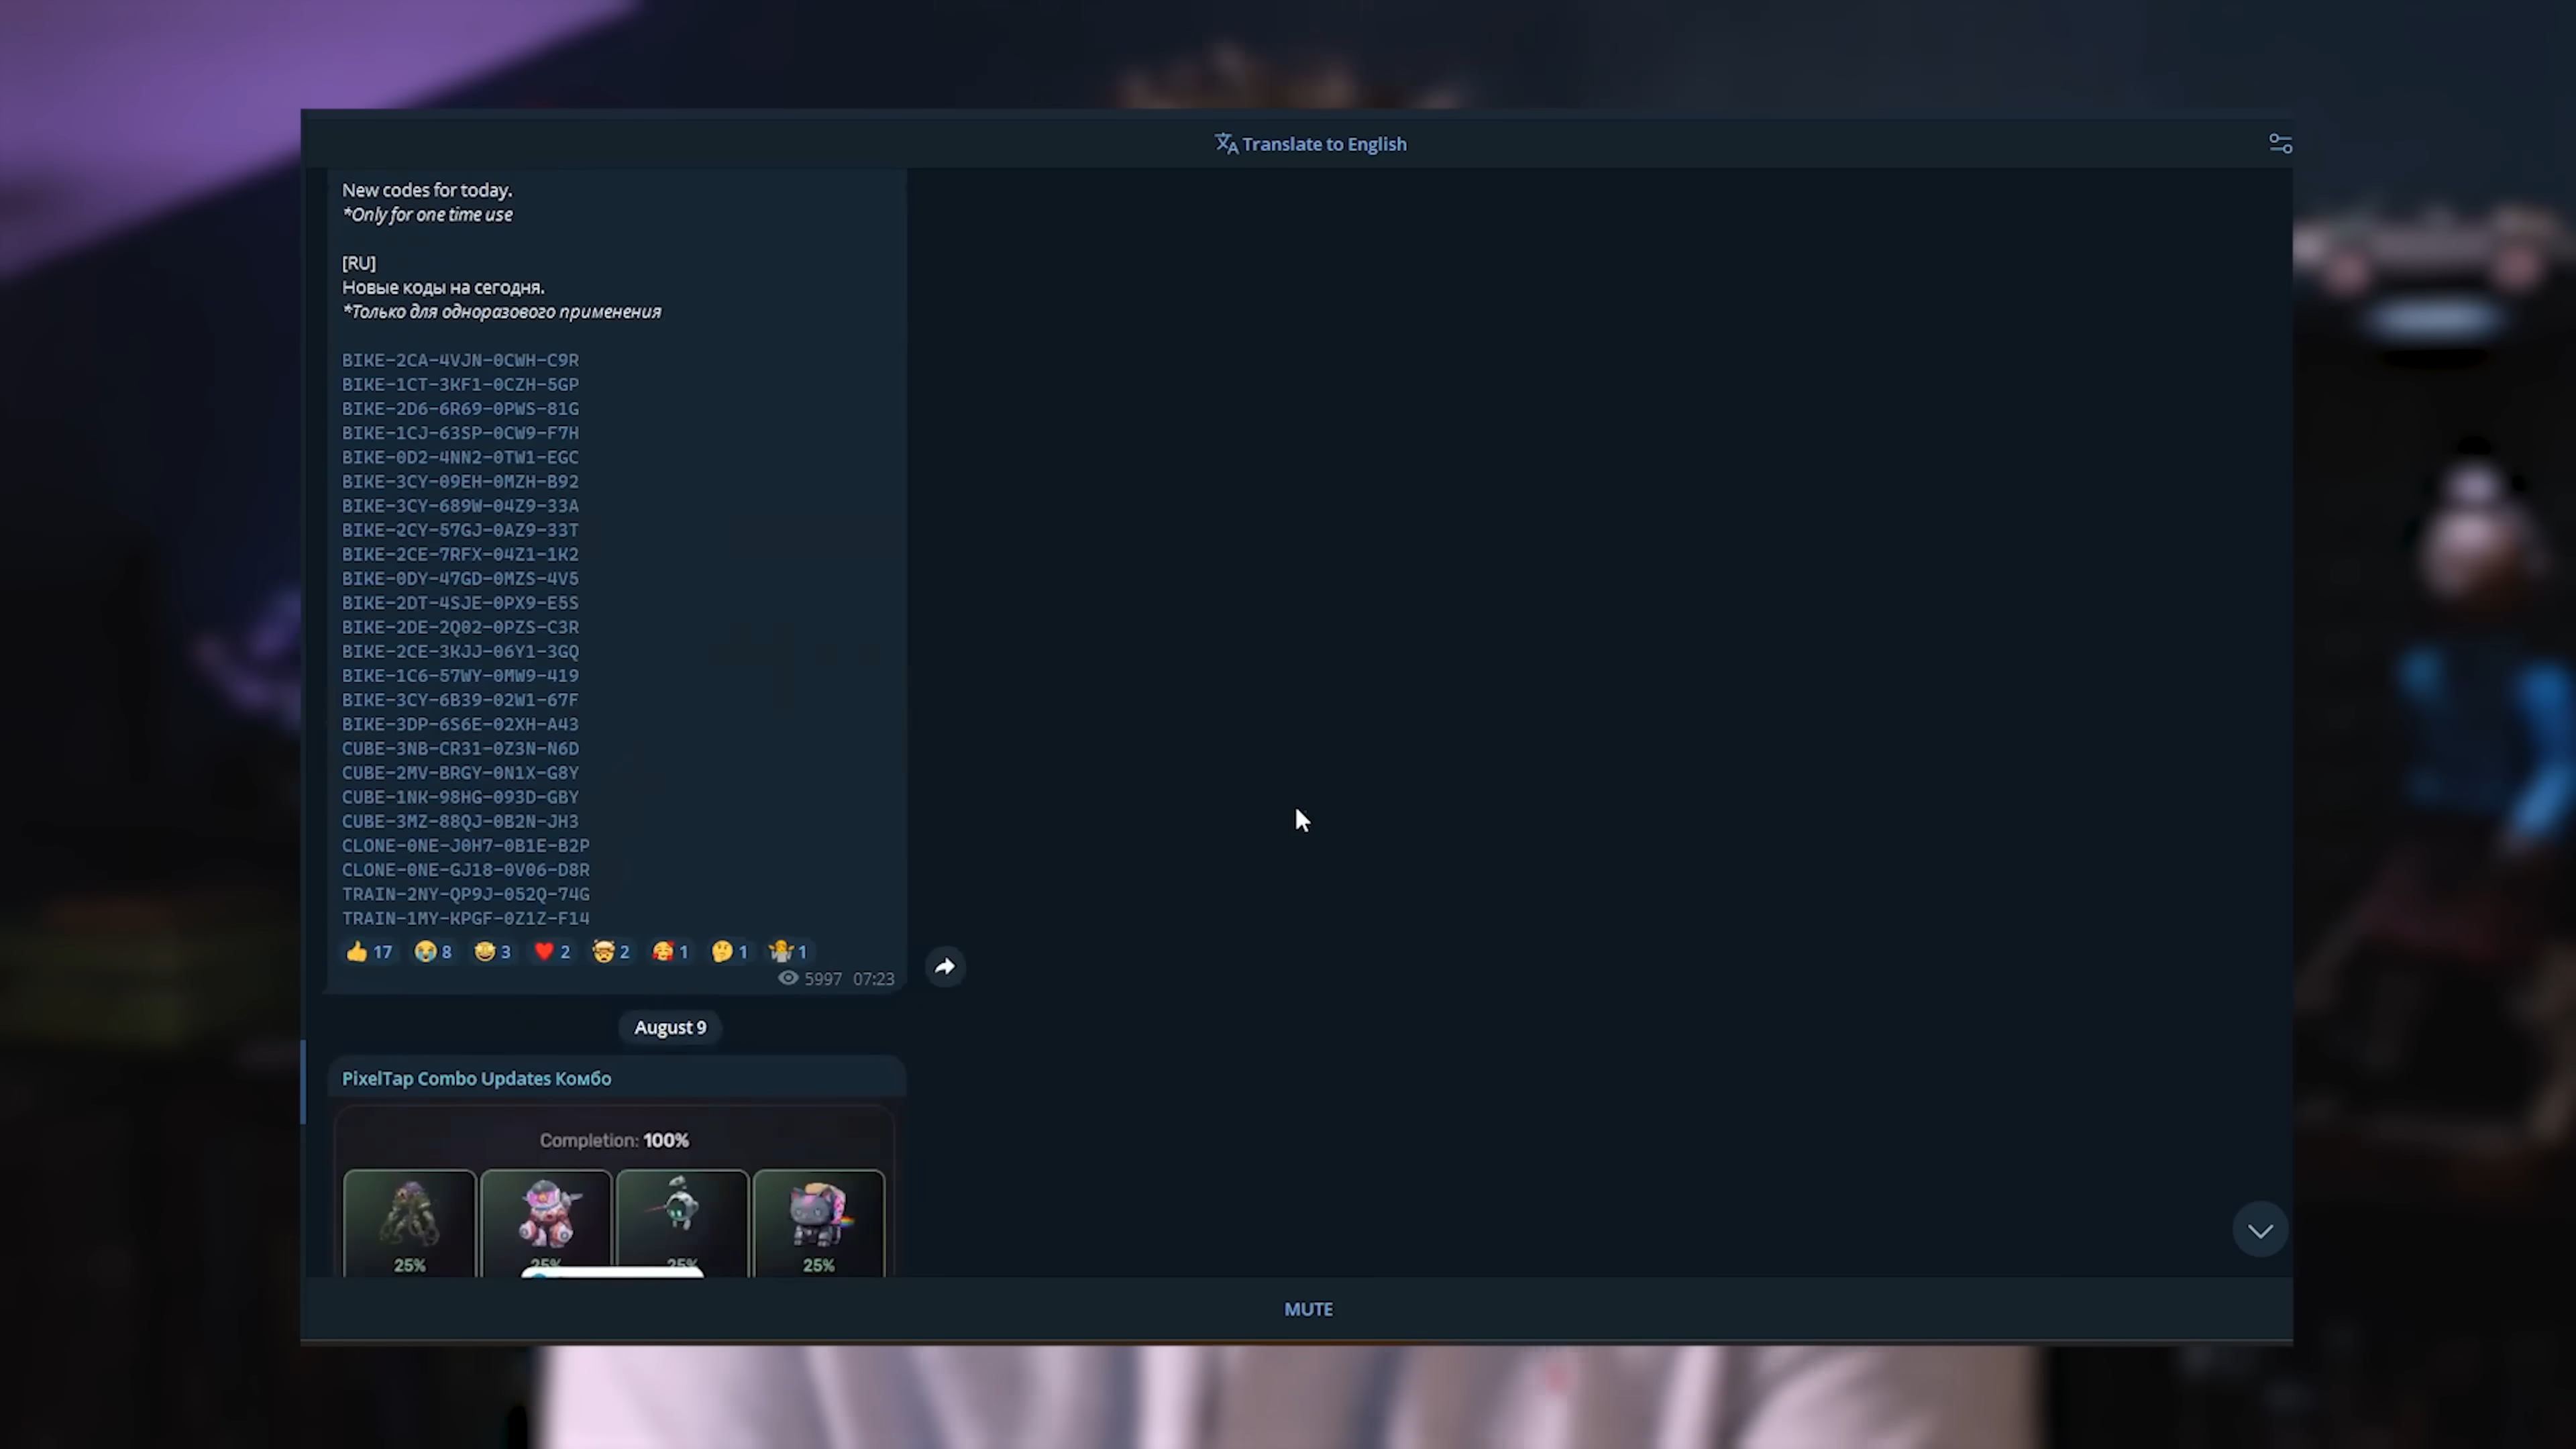 Translate to English
New codes for today.
*Only for one time use
[RU]
Новые коды на сегодня.
*Только для одноразового применения
BIKE-2CA-4VJN-0CWH-C9R
BIKE-1CT-3KF1-0CZH-5GP
BIKE-2D6-6R69-0PWS-81G
BIKE-1CJ-63SP-0CW9-F7H
BIKE-0D2-4NN2-0TW1-EGC
BIKE-3CY-09EH-0MZH-B92
BIKE-3CY-689W-04Z9-33A
BIKE-2CY-57GJ-0AZ9-33T
BIKE-2CE-7RFX-04Z1-1K2
BIKE-0DY-47GD-0MZS-4V5
BIKE-2DT-4SJE-0PX9-E5S
BIKE-2DE-2Q02-0PZS-C3R
BIKE-2CE-3KJJ-06Y1-3GQ
BIKE-1C6-57WY-0MW9-419
BIKE-3CY-6B39-02W1-67F
BIKE-3DP-6S6E-02XH-A43
CUBE-3NB-CR31-0Z3N-N6D
CUBE-2MV-BRGY-0N1X-G8Y
CUBE-1NK-98HG-093D-GBY
CUBE-3MZ-88QJ-0B2N-JH3
CLONE-0NE-J0H7-0B1E-B2P
CLONE-0NE-GJ18-0V06-D8R
TRAIN-2NY-QP9J-052Q-74G
TRAIN-1MY-KPGF-0Z1Z-F14
👍 17 😭 8 🤩 3 ❤️ 2 🤯 2 🥰 1 🤔 1 🤷 1
5997 07:23
August 9
PixelTap Combo Updates Комбо
Completion: 100%
25% 25% 25% 25%
MUTE